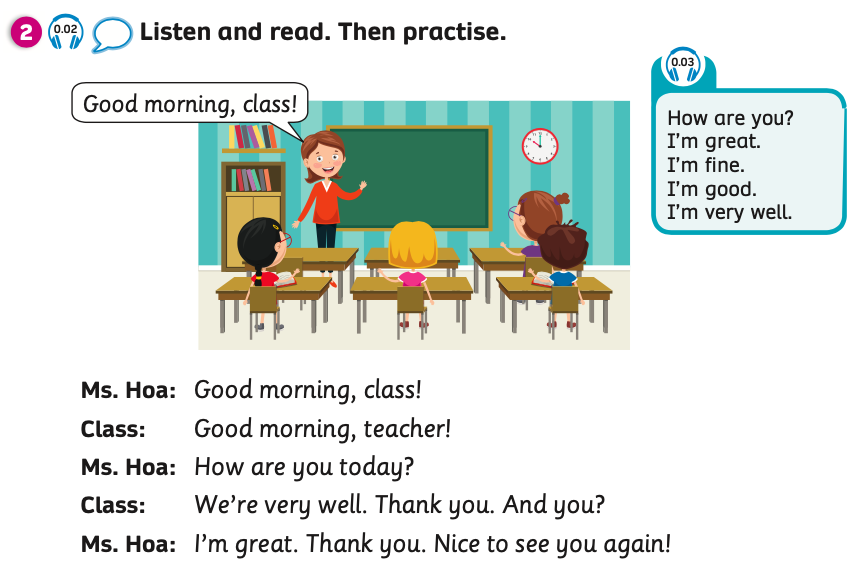 2 0.02 Listen and read. Then practise.
0.03
Good morning, class!
How are you?
I'm great.
I'm fine.
I'm good.
I'm very well.
Ms. Hoa: Good morning, class!
Class: Good morning, teacher!
Ms. Hoa: How are you today?
Class: We're very well. Thank you. And you?
Ms. Hoa: I'm great. Thank you. Nice to see you again!